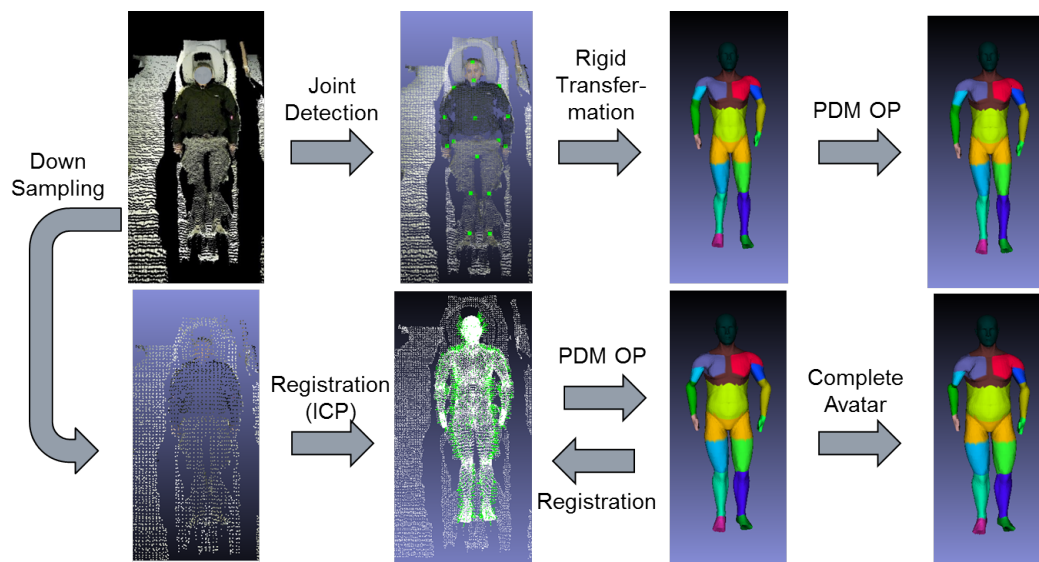 Joint
Detection
Rigid
Transfer-
mation
PDM OP
Down
Sampling
Registration
(ICP)
PDM OP
Registration
Complete
Avatar